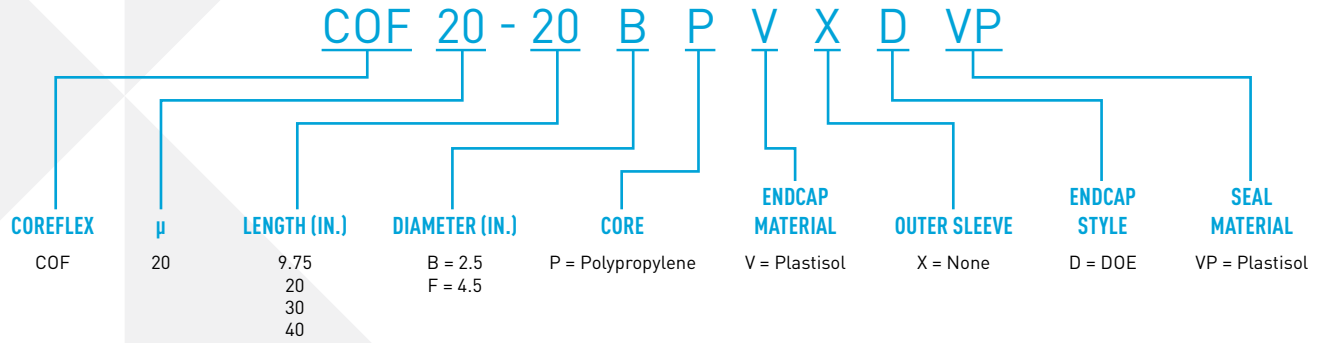 COF 20 - 20 B P V X D VP
COREFLEX
COF
µ
20
LENGTH (IN.)
9.75
20
30
40
DIAMETER (IN.)
B = 2.5
F = 4.5
CORE
P = Polypropylene
ENDCAP
MATERIAL
V = Plastisol
OUTER SLEEVE
X = None
ENDCAP
STYLE
D = DOE
SEAL
MATERIAL
VP = Plastisol